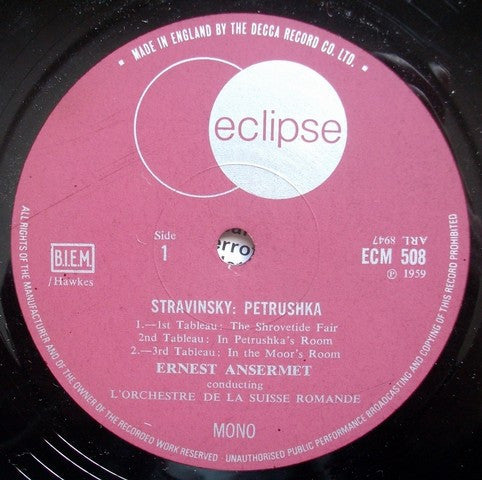 • MADE IN ENGLAND BY THE DECCA RECORD CO. LTD. •
eclipse
Side
1
erro
B.I.E.M.
/Hawkes
ARL 8947
ECM 508
℗ 1959
STRAVINSKY: PETRUSHKA
1.—1st Tableau: The Shrovetide Fair
2nd Tableau: In Petrushka's Room
2.—3rd Tableau: In the Moor's Room
ERNEST ANSERMET
conducting
L'ORCHESTRE DE LA SUISSE ROMANDE
MONO
ALL RIGHTS OF THE MANUFACTURER AND OF THE OWNER OF THE RECORDED WORK RESERVED · UNAUTHORISED PUBLIC PERFORMANCE BROADCASTING AND COPYING OF THIS RECORD PROHIBITED